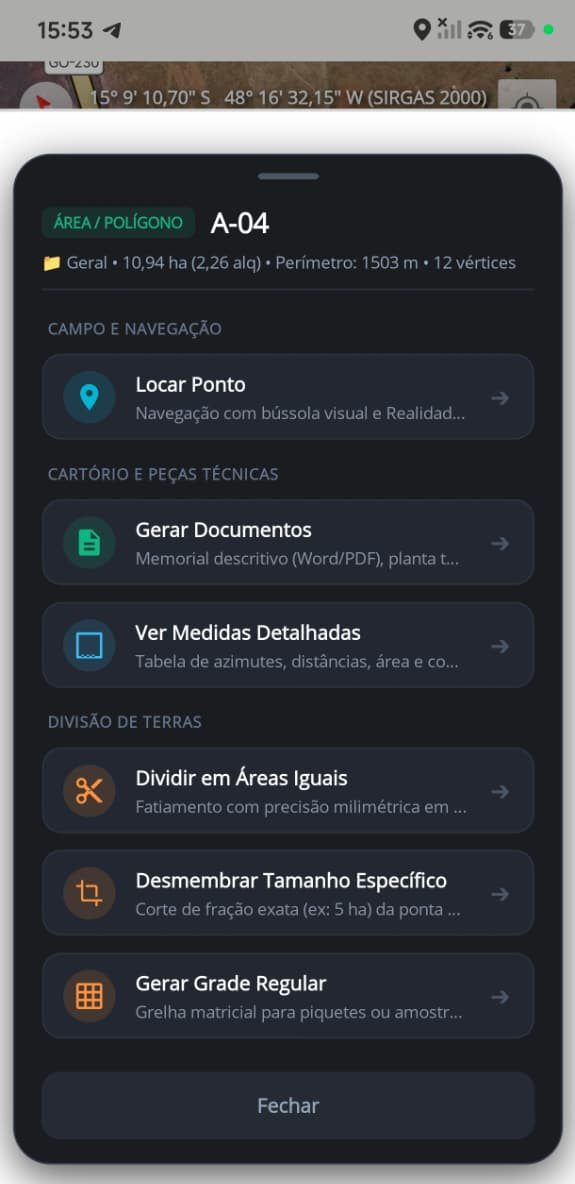 15:53
37
GO-230
15° 9' 10,70" S 48° 16' 32,15" W (SIRGAS 2000)
ÁREA / POLÍGONO A-04
Geral • 10,94 ha (2,26 alq) • Perímetro: 1503 m • 12 vértices
CAMPO E NAVEGAÇÃO
Locar Ponto
Navegação com bússola visual e Realidad...
CARTÓRIO E PEÇAS TÉCNICAS
Gerar Documentos
Memorial descritivo (Word/PDF), planta t...
Ver Medidas Detalhadas
Tabela de azimutes, distâncias, área e co...
DIVISÃO DE TERRAS
Dividir em Áreas Iguais
Fatiamento com precisão milimétrica em ...
Desmembrar Tamanho Específico
Corte de fração exata (ex: 5 ha) da ponta ...
Gerar Grade Regular
Grelha matricial para piquetes ou amostr...
Fechar